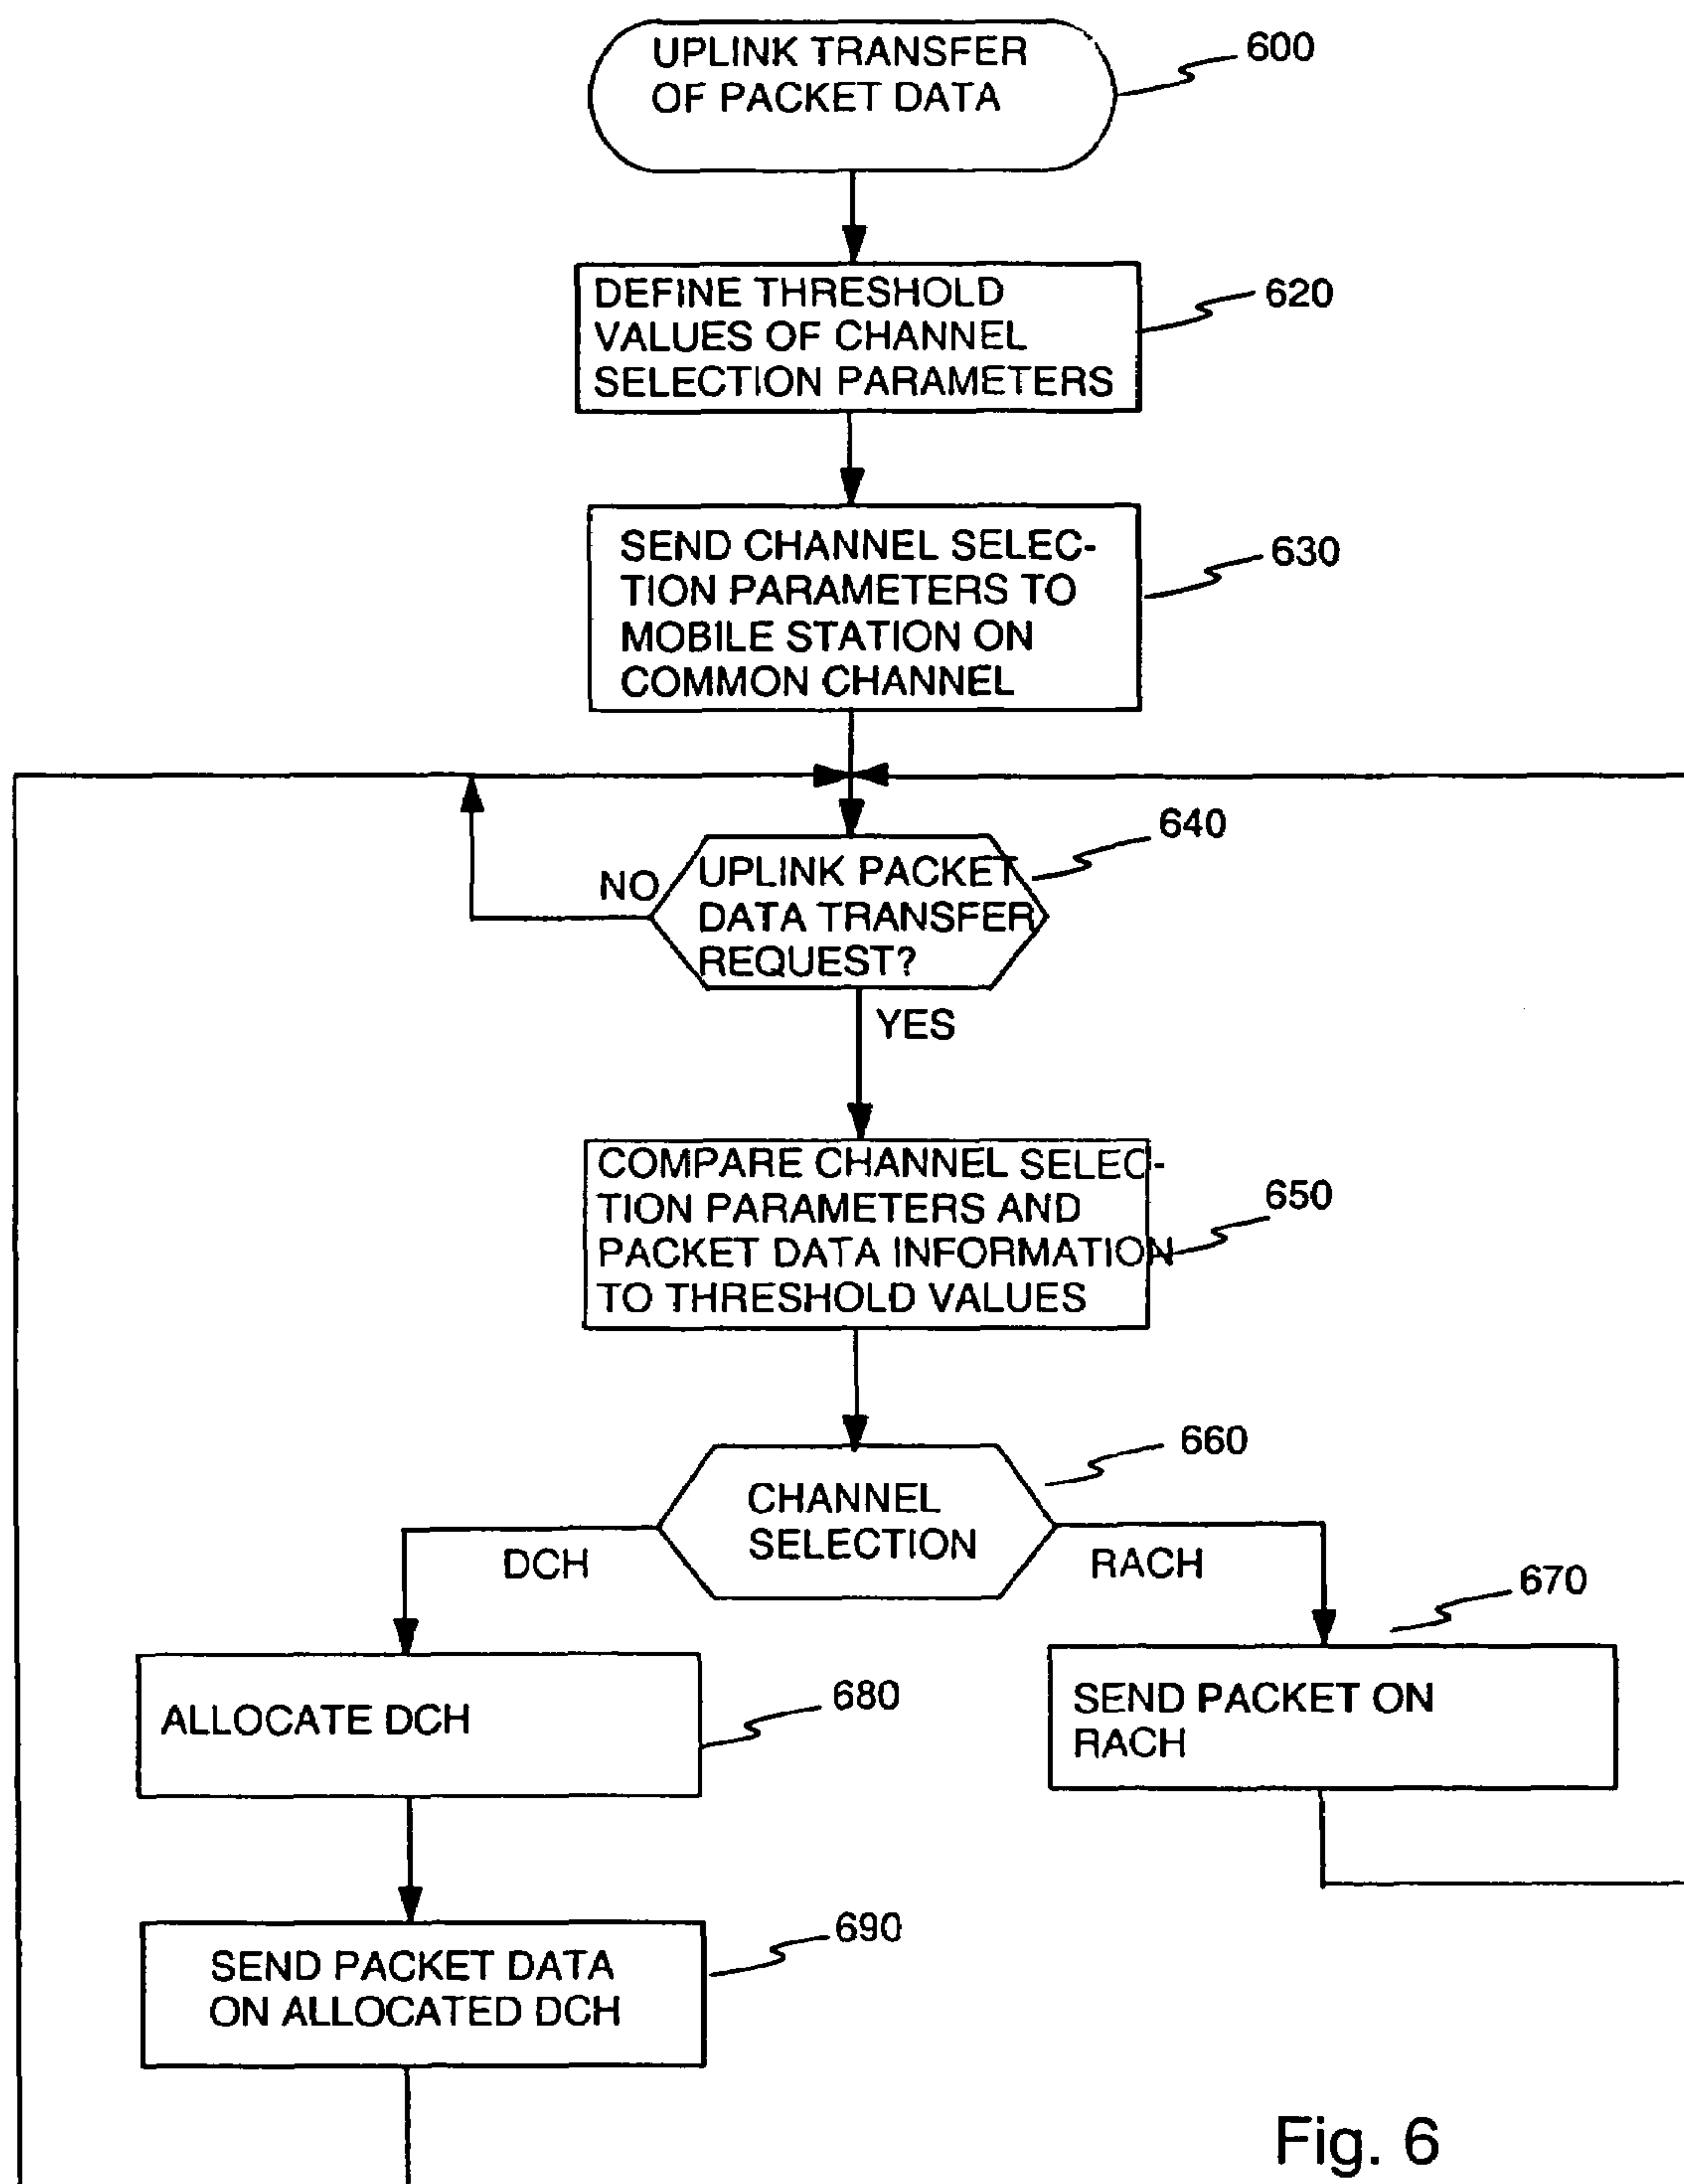 UPLINK TRANSFER
OF PACKET DATA
600
DEFINE THRESHOLD
VALUES OF CHANNEL
SELECTION PARAMETERS
620
SEND CHANNEL SELEC-
TION PARAMETERS TO
MOBILE STATION ON
COMMON CHANNEL
630
640
NO
UPLINK PACKET
DATA TRANSFER
REQUEST?
YES
COMPARE CHANNEL SELEC-
TION PARAMETERS AND
PACKET DATA INFORMATION
TO THRESHOLD VALUES
650
660
CHANNEL
SELECTION
DCH
RACH
670
ALLOCATE DCH
680
SEND PACKET ON
RACH
690
SEND PACKET DATA
ON ALLOCATED DCH
Fig. 6